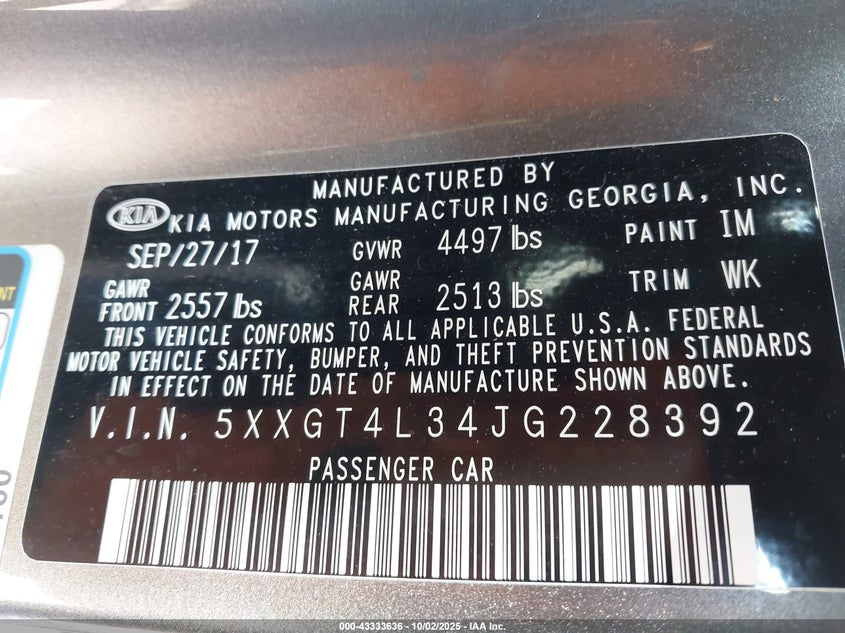 MANUFACTURED BY
KIA KIA MOTORS MANUFACTURING GEORGIA, INC.
SEP/27/17 GVWR 4497 lbs PAINT IM
GAWR FRONT 2557 lbs GAWR REAR 2513 lbs TRIM WK
THIS VEHICLE CONFORMS TO ALL APPLICABLE U.S.A. FEDERAL
MOTOR VEHICLE SAFETY, BUMPER, AND THEFT PREVENTION STANDARDS
IN EFFECT ON THE DATE OF MANUFACTURE SHOWN ABOVE.
V.I.N. 5XXGT4L34JG228392
PASSENGER CAR
000-43333636 - 10/02/2025 - IAA Inc.